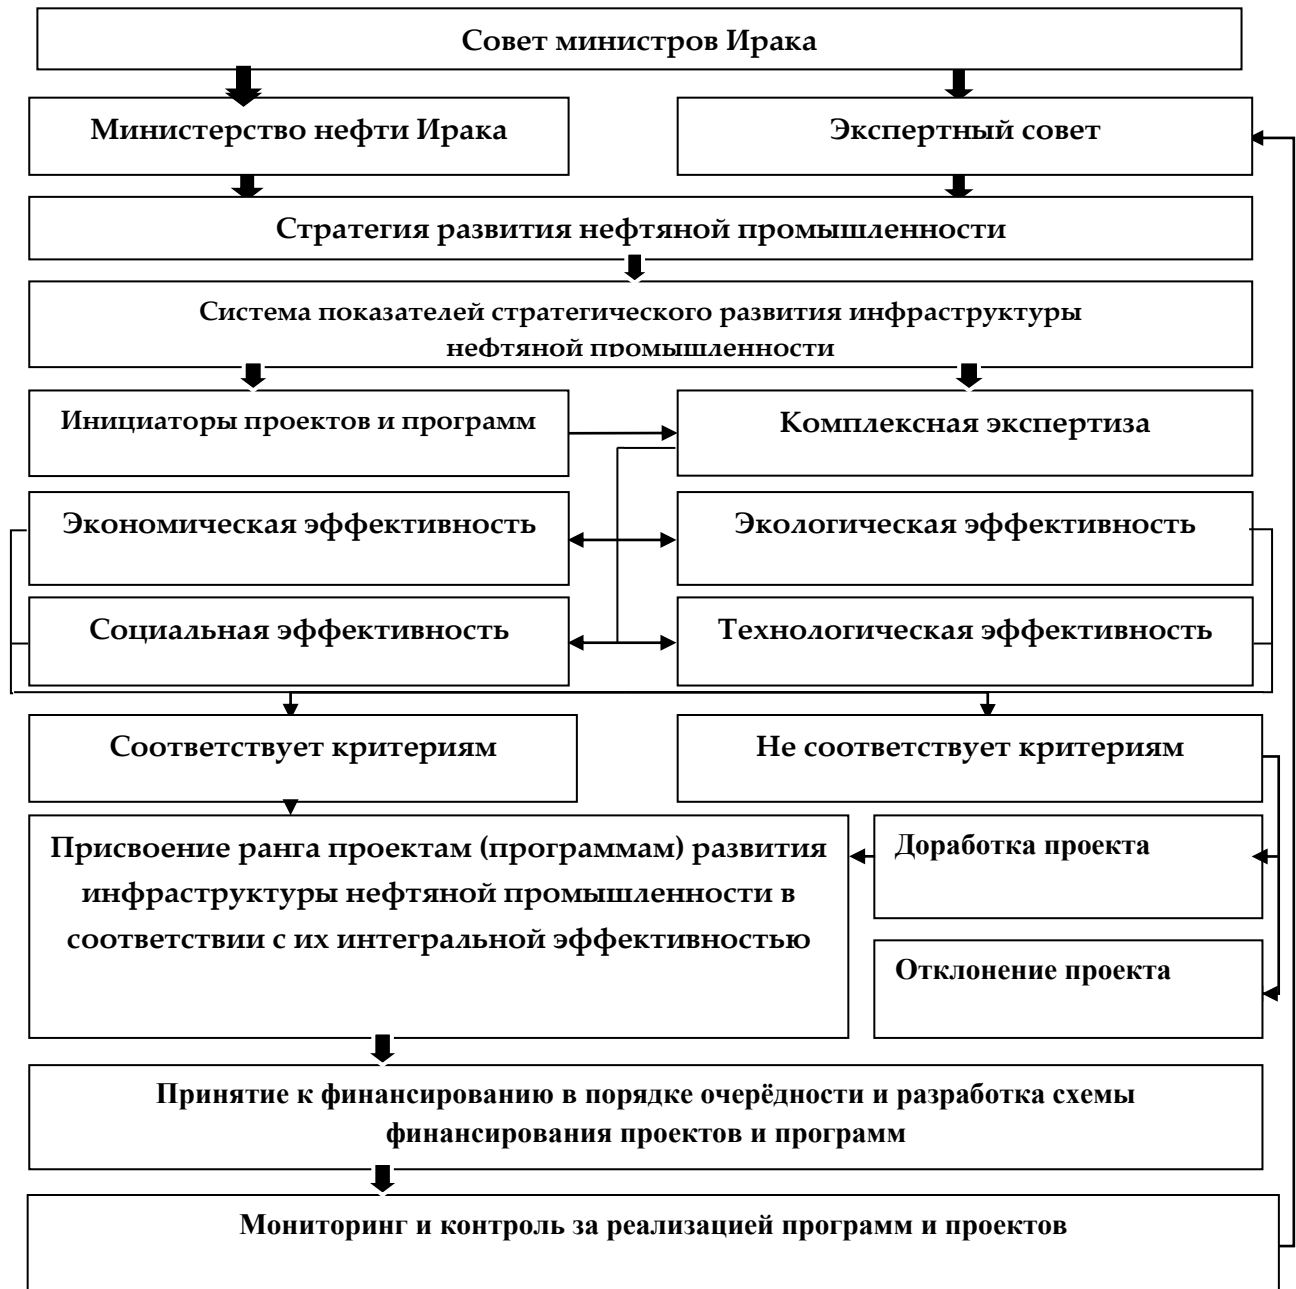 Совет министров Ирака
Министерство нефти Ирака
Экспертный совет
Стратегия развития нефтяной промышленности
Система показателей стратегического развития инфраструктуры
нефтяной промышленности
Инициаторы проектов и программ
Комплексная экспертиза
Экономическая эффективность
Экологическая эффективность
Социальная эффективность
Технологическая эффективность
Соответствует критериям
Не соответствует критериям
Присвоение ранга проектам (программам) развития
инфраструктуры нефтяной промышленности в
соответствии с их интегральной эффективностью
Доработка проекта
Отклонение проекта
Принятие к финансированию в порядке очерёдности и разработка схемы
финансирования проектов и программ
Мониторинг и контроль за реализацией программ и проектов